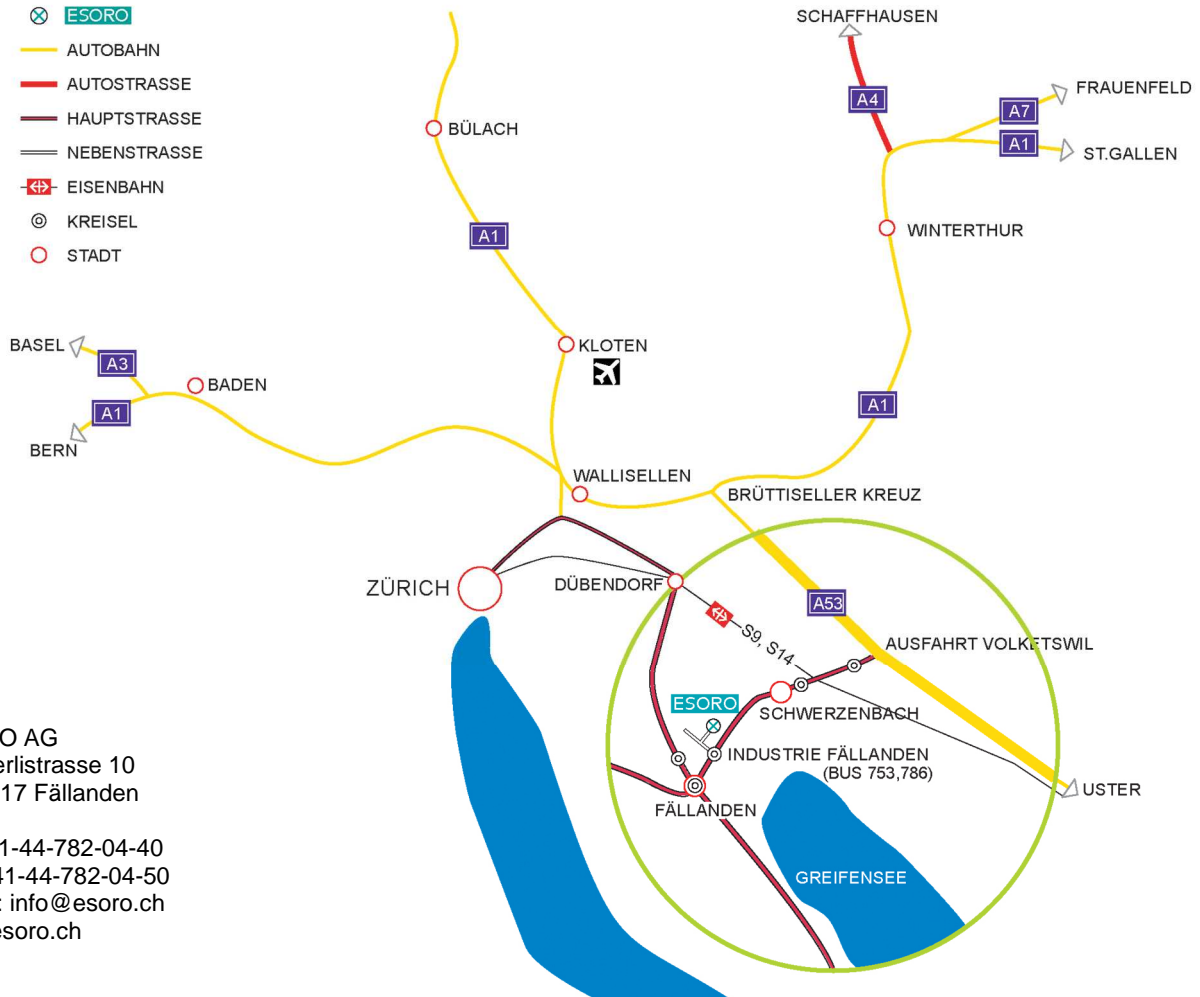 ESORO
AUTOBAHN
AUTOSTRASSE
HAUPTSTRASSE
NEBENSTRASSE
EISENBAHN
KREISEL
STADT
SCHAFFHAUSEN
A4
FRAUENFELD
A7
A1
ST.GALLEN
BÜLACH
A1
WINTERTHUR
BASEL
A3
BADEN
A1
BERN
KLOTEN
A1
WALLISELLEN
BRÜTTISELLER KREUZ
ZÜRICH
DÜBENDORF
A53
S9, S14
AUSFAHRT VOLKETSWIL
ESORO
SCHWERZENBACH
INDUSTRIE FÄLLANDEN
(BUS 753,786)
USTER
FÄLLANDEN
GREIFENSEE
O AG
erlistrasse 10
17 Fällanden
1-44-782-04-40
41-44-782-04-50
: info@esoro.ch
esoro.ch